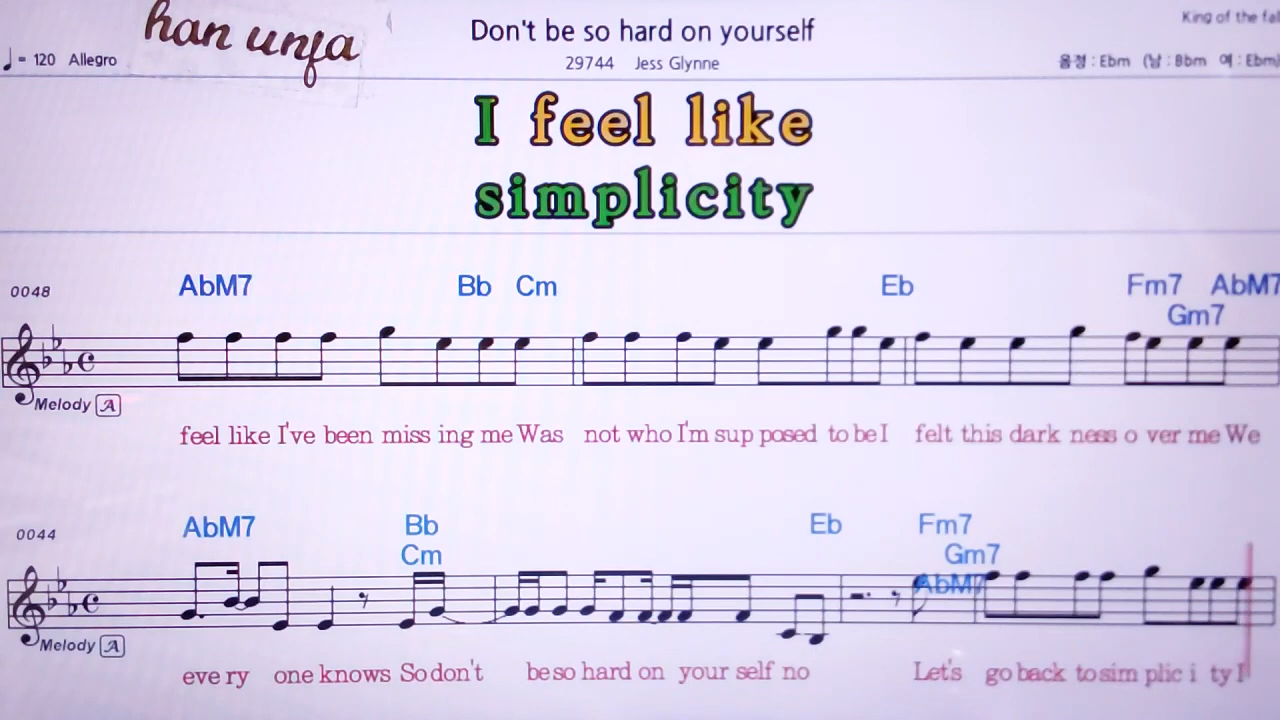 han unja
Don't be so hard on yourself
King of the fal
♩= 120 Allegro
29744 Jess Glynne
음정 : Ebm (남 : Bbm 여 : Ebm)
I feel like
simplicity
0048
AbM7 Bb Cm Eb Fm7 AbM7
Gm7
Melody A
feel like I've been miss ing me Was not who I'm sup posed to be I felt this dark ness o ver me We
0044
AbM7 Bb Eb Fm7
Cm Gm7
AbM7
Melody A
eve ry one knows So don't be so hard on your self no Let's go back to sim plic i ty I